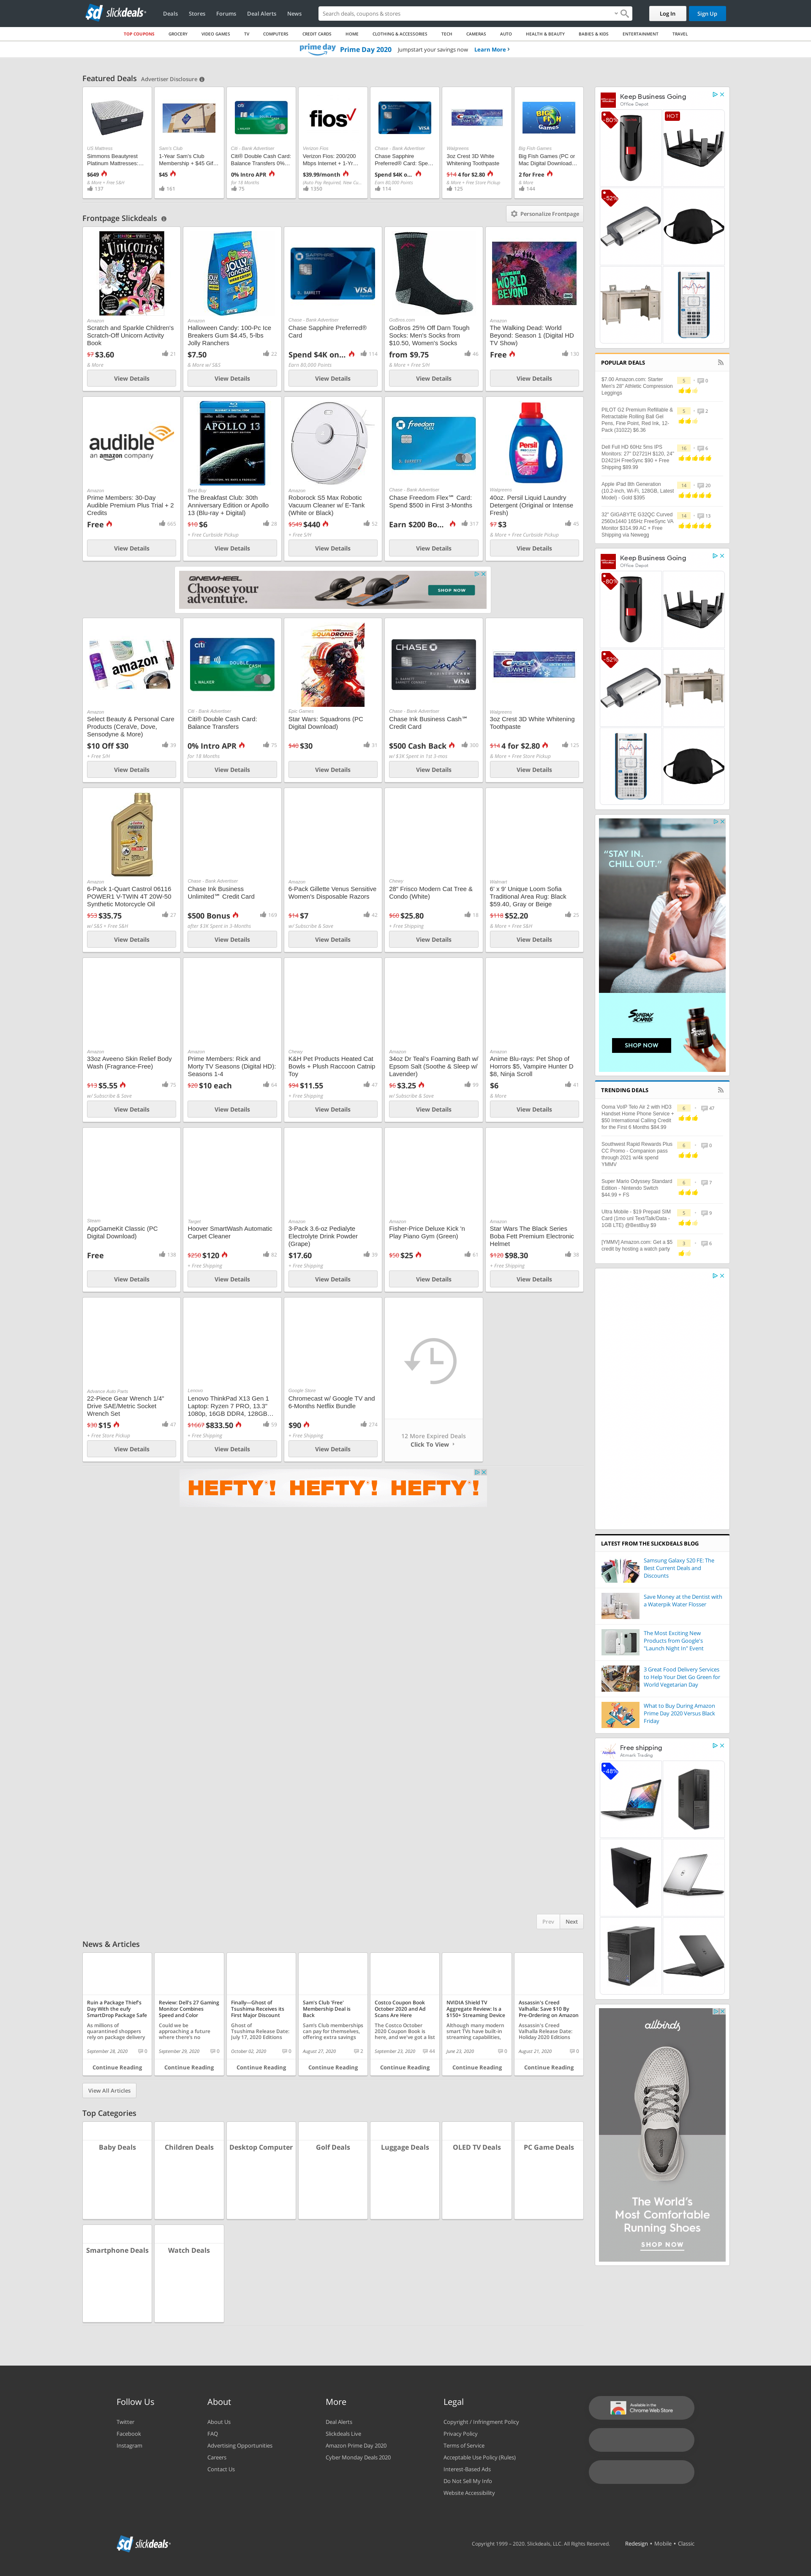 sd slickdeals
Deals Stores Forums Deal Alerts News
Search deals, coupons & stores
Log In Sign Up
TOP COUPONS GROCERY VIDEO GAMES TV COMPUTERS CREDIT CARDS HOME CLOTHING & ACCESSORIES TECH CAMERAS AUTO HEALTH & BEAUTY BABIES & KIDS ENTERTAINMENT TRAVEL
prime day Prime Day 2020 Jumpstart your savings now Learn More
Featured Deals Advertiser Disclosure
US Mattress
Simmons Beautyrest
Platinum Mattresses:...
$649
& More + Free S&H
137
Sam's Club
1-Year Sam's Club
Membership + $45 Gif...
$45
161
Citi - Bank Advertiser
Citi® Double Cash Card:
Balance Transfers 0%...
0% Intro APR
for 18 Months
75
Verizon Fios
Verizon Fios: 200/200
Mbps Internet + 1-Yr...
$39.99/month
1350
Chase - Bank Advertiser
Chase Sapphire
Preferred® Card: Spe...
Spend $4K o...
Earn 80,000 Points
114
Walgreens
3oz Crest 3D White
Whitening Toothpaste
$14 4 for $2.80
& More + Free Store Pickup
125
Big Fish Games
Big Fish Games (PC or
Mac Digital Download...
2 for Free
& More
144
Frontpage Slickdeals
Personalize Frontpage
Amazon
Scratch and Sparkle Children's
Scratch-Off Unicorn Activity
Book
$7 $3.60
21
& More
View Details
Amazon
Halloween Candy: 100-Pc Ice
Breakers Gum $4.45, 5-lbs
Jolly Ranchers
$7.50
22
& More w/ S&S
View Details
Chase - Bank Advertiser
Chase Sapphire Preferred®
Card
Spend $4K on...
114
Earn 80,000 Points
View Details
GoBros.com
GoBros 25% Off Darn Tough
Socks: Men's Socks from
$10.50, Women's Socks
from $9.75
46
& More + Free S/H
View Details
Amazon
The Walking Dead: World
Beyond: Season 1 (Digital HD
TV Show)
Free
130
View Details
audible
an amazon company
Amazon
Prime Members: 30-Day
Audible Premium Plus Trial + 2
Credits
Free
665
View Details
APOLLO 13
Best Buy
The Breakfast Club: 30th
Anniversary Edition or Apollo
13 (Blu-ray + Digital)
$10 $6
28
+ Free Curbside Pickup
View Details
Amazon
Roborock S5 Max Robotic
Vacuum Cleaner w/ E-Tank
(White or Black)
$549 $440
52
+ Free S/H
View Details
Chase - Bank Advertiser
Chase Freedom Flex℠ Card:
Spend $500 in First 3-Months
Earn $200 Bo...
317
View Details
Walgreens
40oz. Persil Liquid Laundry
Detergent (Original or Intense
Fresh)
$7 $3
45
& More + Free Curbside Pickup
View Details
ONEWHEEL
Choose your
adventure.
SHOP NOW
Amazon
Select Beauty & Personal Care
Products (CeraVe, Dove,
Sensodyne & More)
$10 Off $30
39
+ Free S/H
View Details
Citi - Bank Advertiser
Citi® Double Cash Card:
Balance Transfers
0% Intro APR
75
for 18 Months
View Details
SQUADRONS
Epic Games
Star Wars: Squadrons (PC
Digital Download)
$40 $30
31
View Details
Chase - Bank Advertiser
Chase Ink Business Cash℠
Credit Card
$500 Cash Back
300
w/ $3K Spent in 1st 3-mos
View Details
Walgreens
3oz Crest 3D White Whitening
Toothpaste
$14 4 for $2.80
125
& More + Free Store Pickup
View Details
Amazon
6-Pack 1-Quart Castrol 06116
POWER1 V-TWIN 4T 20W-50
Synthetic Motorcycle Oil
$53 $35.75
27
w/ S&S + Free S&H
View Details
Chase - Bank Advertiser
Chase Ink Business
Unlimited℠ Credit Card
$500 Bonus
169
after $3K Spent in 3-Months
View Details
Amazon
6-Pack Gillette Venus Sensitive
Women's Disposable Razors
$14 $7
42
w/ Subscribe & Save
View Details
Chewy
28" Frisco Modern Cat Tree &
Condo (White)
$60 $25.80
18
+ Free Shipping
View Details
Walmart
6' x 9' Unique Loom Sofia
Traditional Area Rug: Black
$59.40, Gray or Beige
$118 $52.20
25
& More + Free S&H
View Details
Amazon
33oz Aveeno Skin Relief Body
Wash (Fragrance-Free)
$13 $5.55
75
w/ Subscribe & Save
View Details
Amazon
Prime Members: Rick and
Morty TV Seasons (Digital HD):
Seasons 1-4
$20 $10 each
64
View Details
Chewy
K&H Pet Products Heated Cat
Bowls + Plush Raccoon Catnip
Toy
$94 $11.55
47
+ Free Shipping
View Details
Amazon
34oz Dr Teal's Foaming Bath w/
Epsom Salt (Soothe & Sleep w/
Lavender)
$6 $3.25
99
w/ Subscribe & Save
View Details
Amazon
Anime Blu-rays: Pet Shop of
Horrors $5, Vampire Hunter D
$8, Ninja Scroll
$6
41
& More
View Details
Steam
AppGameKit Classic (PC
Digital Download)
Free
138
View Details
Target
Hoover SmartWash Automatic
Carpet Cleaner
$250 $120
82
+ Free Shipping
View Details
Amazon
3-Pack 3.6-oz Pedialyte
Electrolyte Drink Powder
(Grape)
$17.60
39
+ Free Shipping
View Details
Amazon
Fisher-Price Deluxe Kick 'n
Play Piano Gym (Green)
$50 $25
61
+ Free Shipping
View Details
Amazon
Star Wars The Black Series
Boba Fett Premium Electronic
Helmet
$120 $98.30
38
+ Free Shipping
View Details
Advance Auto Parts
22-Piece Gear Wrench 1/4"
Drive SAE/Metric Socket
Wrench Set
$30 $15
47
+ Free Store Pickup
View Details
Lenovo
Lenovo ThinkPad X13 Gen 1
Laptop: Ryzen 7 PRO, 13.3"
1080p, 16GB DDR4, 128GB...
$1667 $833.50
59
+ Free Shipping
View Details
Google Store
Chromecast w/ Google TV and
6-Months Netflix Bundle
$90
274
+ Free Shipping
View Details
12 More Expired Deals
Click To View
HEFTY! HEFTY! HEFTY!
Prev Next
News & Articles
Ruin a Package Thief's
Day With the eufy
SmartDrop Package Safe
As millions of
quarantined shoppers
rely on package delivery
September 28, 2020 0
Continue Reading
Review: Dell's 27 Gaming
Monitor Combines
Speed and Color
Could we be
approaching a future
where there's no
September 29, 2020 0
Continue Reading
Finally—Ghost of
Tsushima Receives its
First Major Discount
Ghost of
Tsushima Release Date:
July 17, 2020 Editions
October 02, 2020 0
Continue Reading
Sam's Club 'Free'
Membership Deal is
Back
Sam's Club memberships
can pay for themselves,
offering extra savings
August 27, 2020 2
Continue Reading
Costco Coupon Book
October 2020 and Ad
Scans Are Here
The Costco October
2020 Coupon Book is
here, and we've got a list
September 23, 2020 44
Continue Reading
NVIDIA Shield TV
Aggregate Review: Is a
$150+ Streaming Device
Although many modern
smart TVs have built-in
streaming capabilities,
June 23, 2020 0
Continue Reading
Assassin's Creed
Valhalla: Save $10 By
Pre-Ordering on Amazon
Assassin's Creed
Valhalla Release Date:
Holiday 2020 Editions
August 21, 2020 0
Continue Reading
View All Articles
Top Categories
Baby Deals
Children Deals
Desktop Computer
Golf Deals
Luggage Deals
OLED TV Deals
PC Game Deals
Smartphone Deals
Watch Deals
Keep Business Going
Office Depot
-80%
HOT
-52%
POPULAR DEALS
$7.00 Amazon.com: Starter
Men's 28" Athletic Compression
Leggings
5 0
PILOT G2 Premium Refillable &
Retractable Rolling Ball Gel
Pens, Fine Point, Red Ink, 12-
Pack (31022) $6.36
5 2
Dell Full HD 60Hz 5ms IPS
Monitors: 27" D2721H $120, 24"
D2421H FreeSync $90 + Free
Shipping $89.99
16 6
Apple iPad 8th Generation
(10.2-Inch, Wi-Fi, 128GB, Latest
Model) - Gold $395
14 20
32" GIGABYTE G32QC Curved
2560x1440 165Hz FreeSync VA
Monitor $314.99 AC + Free
Shipping via Newegg
14 13
Keep Business Going
Office Depot
-80%
-52%
"STAY IN.
CHILL OUT."
SUNDAY SCARIES
SHOP NOW
TRENDING DEALS
Ooma VoIP Telo Air 2 with HD3
Handset Home Phone Service +
$50 International Calling Credit
for the First 6 Months $84.99
6 47
Southwest Rapid Rewards Plus
CC Promo - Companion pass
through 2021 w/4k spend
YMMV
6 0
Super Mario Odyssey Standard
Edition - Nintendo Switch
$44.99 + FS
6 7
Ultra Mobile - $19 Prepaid SIM
Card (1mo unl Text/Talk/Data -
1GB LTE) @BestBuy $9
5 9
[YMMV] Amazon.com: Get a $5
credit by hosting a watch party
3 6
LATEST FROM THE SLICKDEALS BLOG
Samsung Galaxy S20 FE: The
Best Current Deals and
Discounts
Save Money at the Dentist with
a Waterpik Water Flosser
The Most Exciting New
Products from Google's
"Launch Night In" Event
3 Great Food Delivery Services
to Help Your Diet Go Green for
World Vegetarian Day
What to Buy During Amazon
Prime Day 2020 Versus Black
Friday
Free shipping
-48%
allbirds
The World's
Most Comfortable
Running Shoes
SHOP NOW
Follow Us
Twitter
Facebook
Instagram
About
About Us
FAQ
Advertising Opportunities
Careers
Contact Us
More
Deal Alerts
Slickdeals Live
Amazon Prime Day 2020
Cyber Monday Deals 2020
Legal
Copyright / Infringment Policy
Privacy Policy
Terms of Service
Acceptable Use Policy (Rules)
Interest-Based Ads
Do Not Sell My Info
Website Accessibility
Available in the
Chrome Web Store
sd slickdeals
Copyright 1999 – 2020. Slickdeals, LLC. All Rights Reserved. Redesign • Mobile • Classic